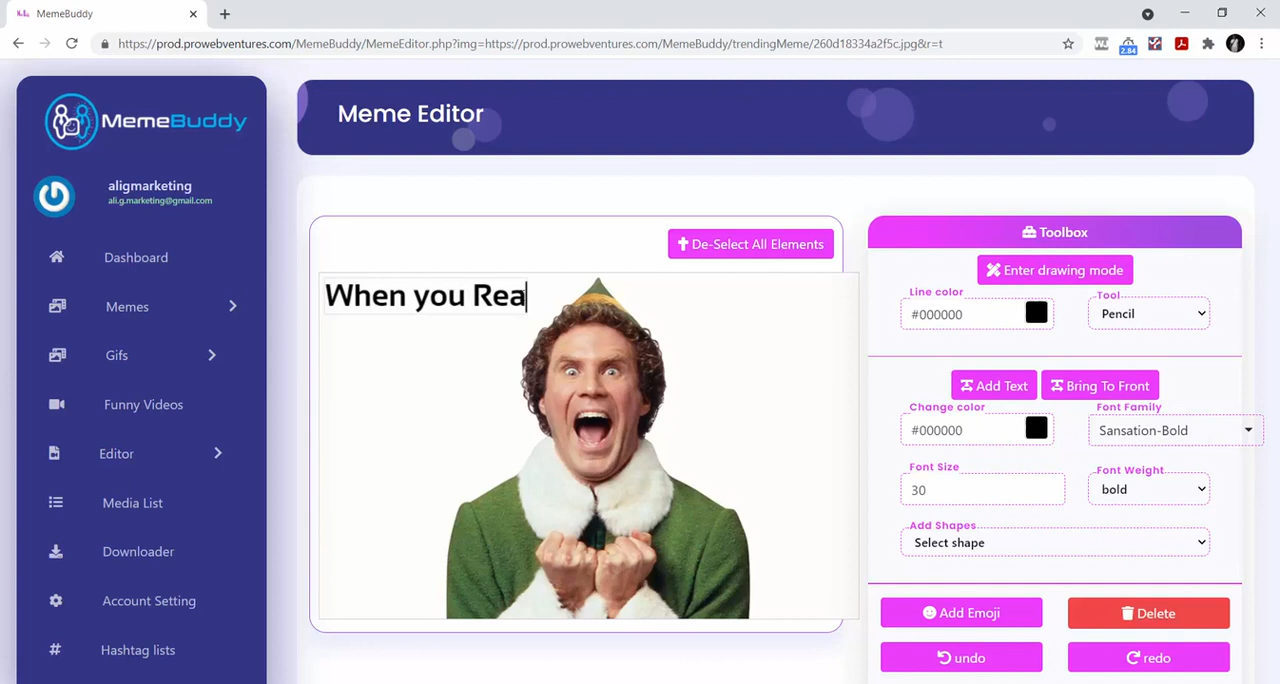 MemeBuddy
https://prod.prowebventures.com/MemeBuddy/MemeEditor.php?img=https://prod.prowebventures.com/MemeBuddy/trendingMeme/260d18334a2f5c.jpg&r=t
2.84
MemeBuddy
aligmarketing
ali.g.marketing@gmail.com
Dashboard
Memes
Gifs
Funny Videos
Editor
Media List
Downloader
Account Setting
Hashtag lists
Meme Editor
De-Select All Elements
When you Rea
Toolbox
Enter drawing mode
Line color
#000000
Tool
Pencil
Add Text
Bring To Front
Change color
#000000
Font Family
Sansation-Bold
Font Size
30
Font Weight
bold
Add Shapes
Select shape
Add Emoji
Delete
undo
redo